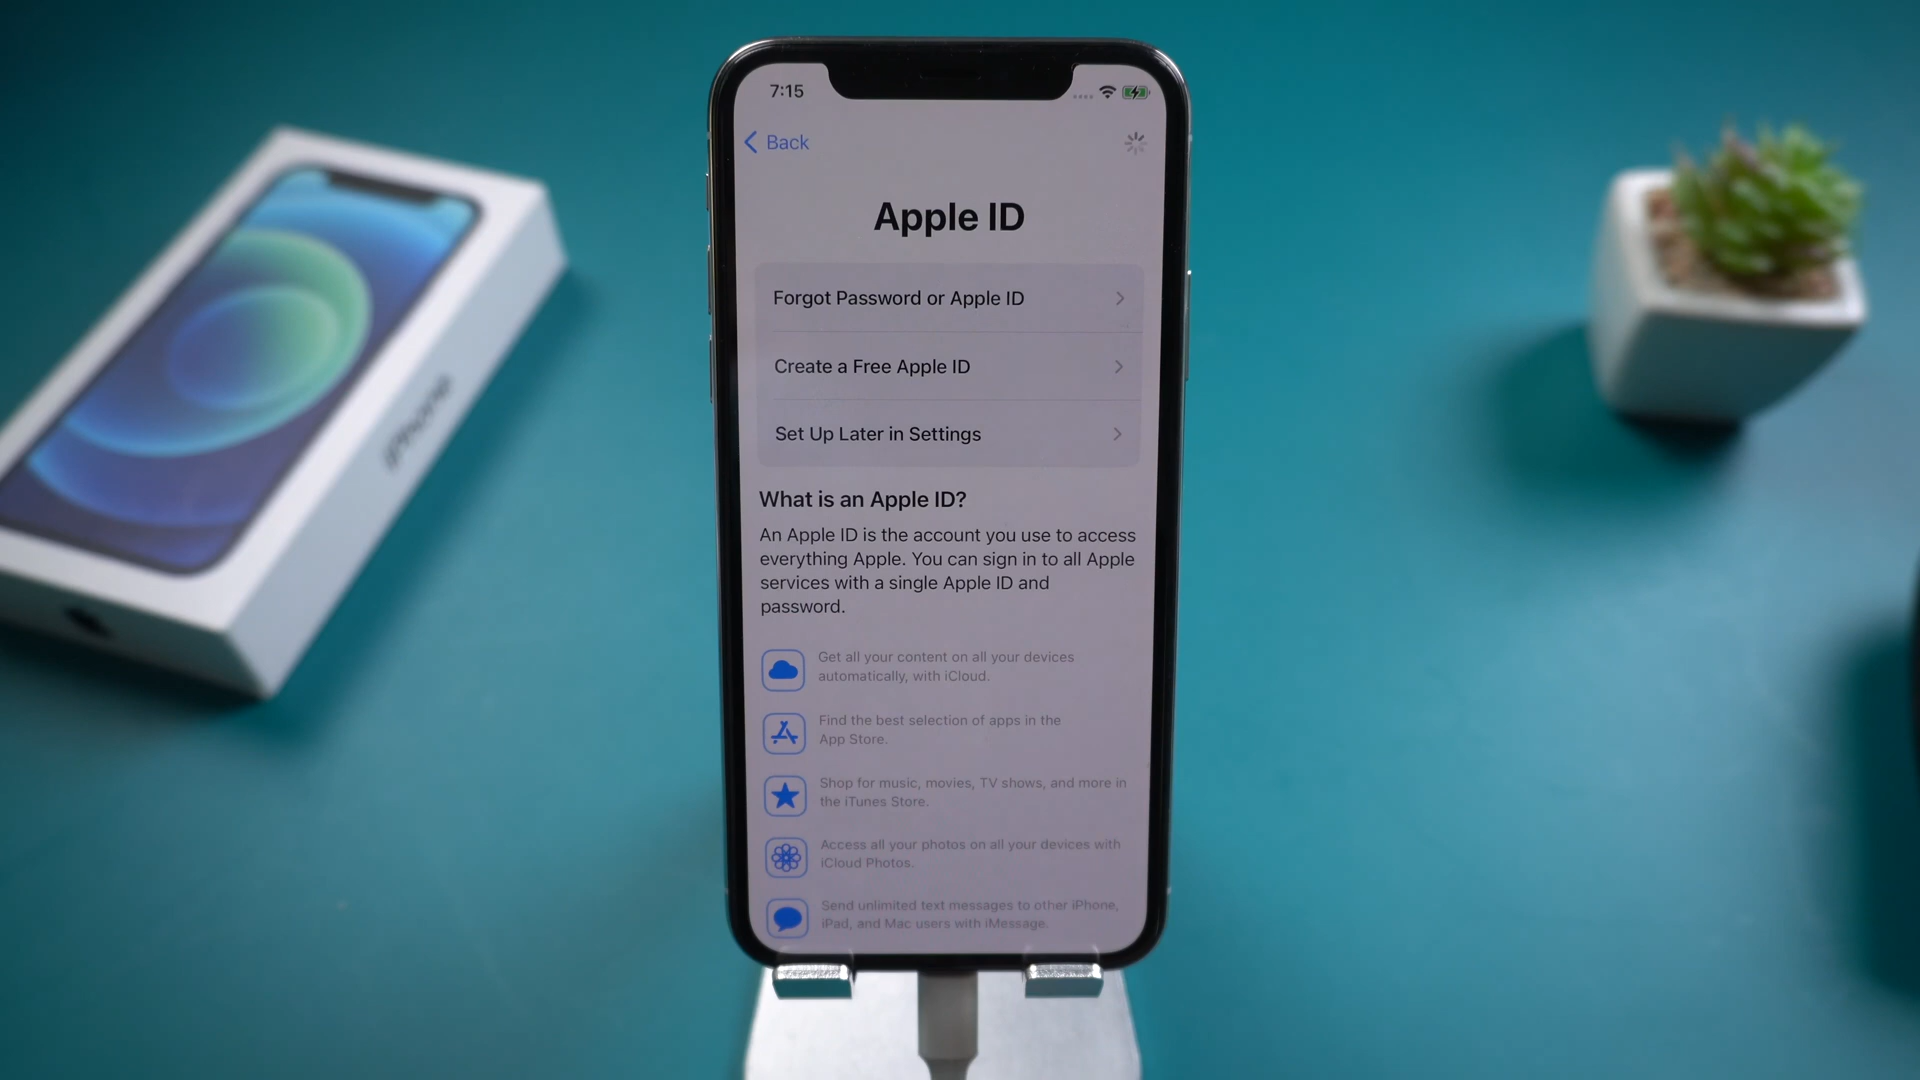 7:15
Back
Apple ID
Forgot Password or Apple ID
Create a Free Apple ID
Set Up Later in Settings
What is an Apple ID?
An Apple ID is the account you use to access
everything Apple. You can sign in to all Apple
services with a single Apple ID and
password.
Get all your content on all your devices
automatically, with iCloud.
Find the best selection of apps in the
App Store.
Shop for music, movies, TV shows, and more in
the iTunes Store.
Access all your photos on all your devices with
iCloud Photos.
Send unlimited text messages to other iPhone,
iPad, and Mac users with iMessage.
iPhone